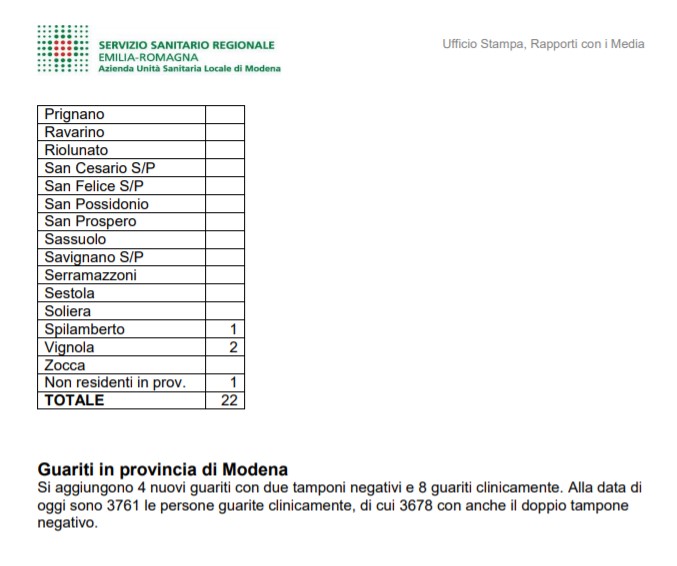 SERVIZIO SANITARIO REGIONALE
EMILIA-ROMAGNA
Azienda Unità Sanitaria Locale di Modena
Ufficio Stampa, Rapporti con i Media
Prignano
Ravarino
Riolunato
San Cesario S/P
San Felice S/P
San Possidonio
San Prospero
Sassuolo
Savignano S/P
Serramazzoni
Sestola
Soliera
Spilamberto 1
Vignola 2
Zocca
Non residenti in prov. 1
TOTALE 22
Guariti in provincia di Modena
Si aggiungono 4 nuovi guariti con due tamponi negativi e 8 guariti clinicamente. Alla data di
oggi sono 3761 le persone guarite clinicamente, di cui 3678 con anche il doppio tampone
negativo.